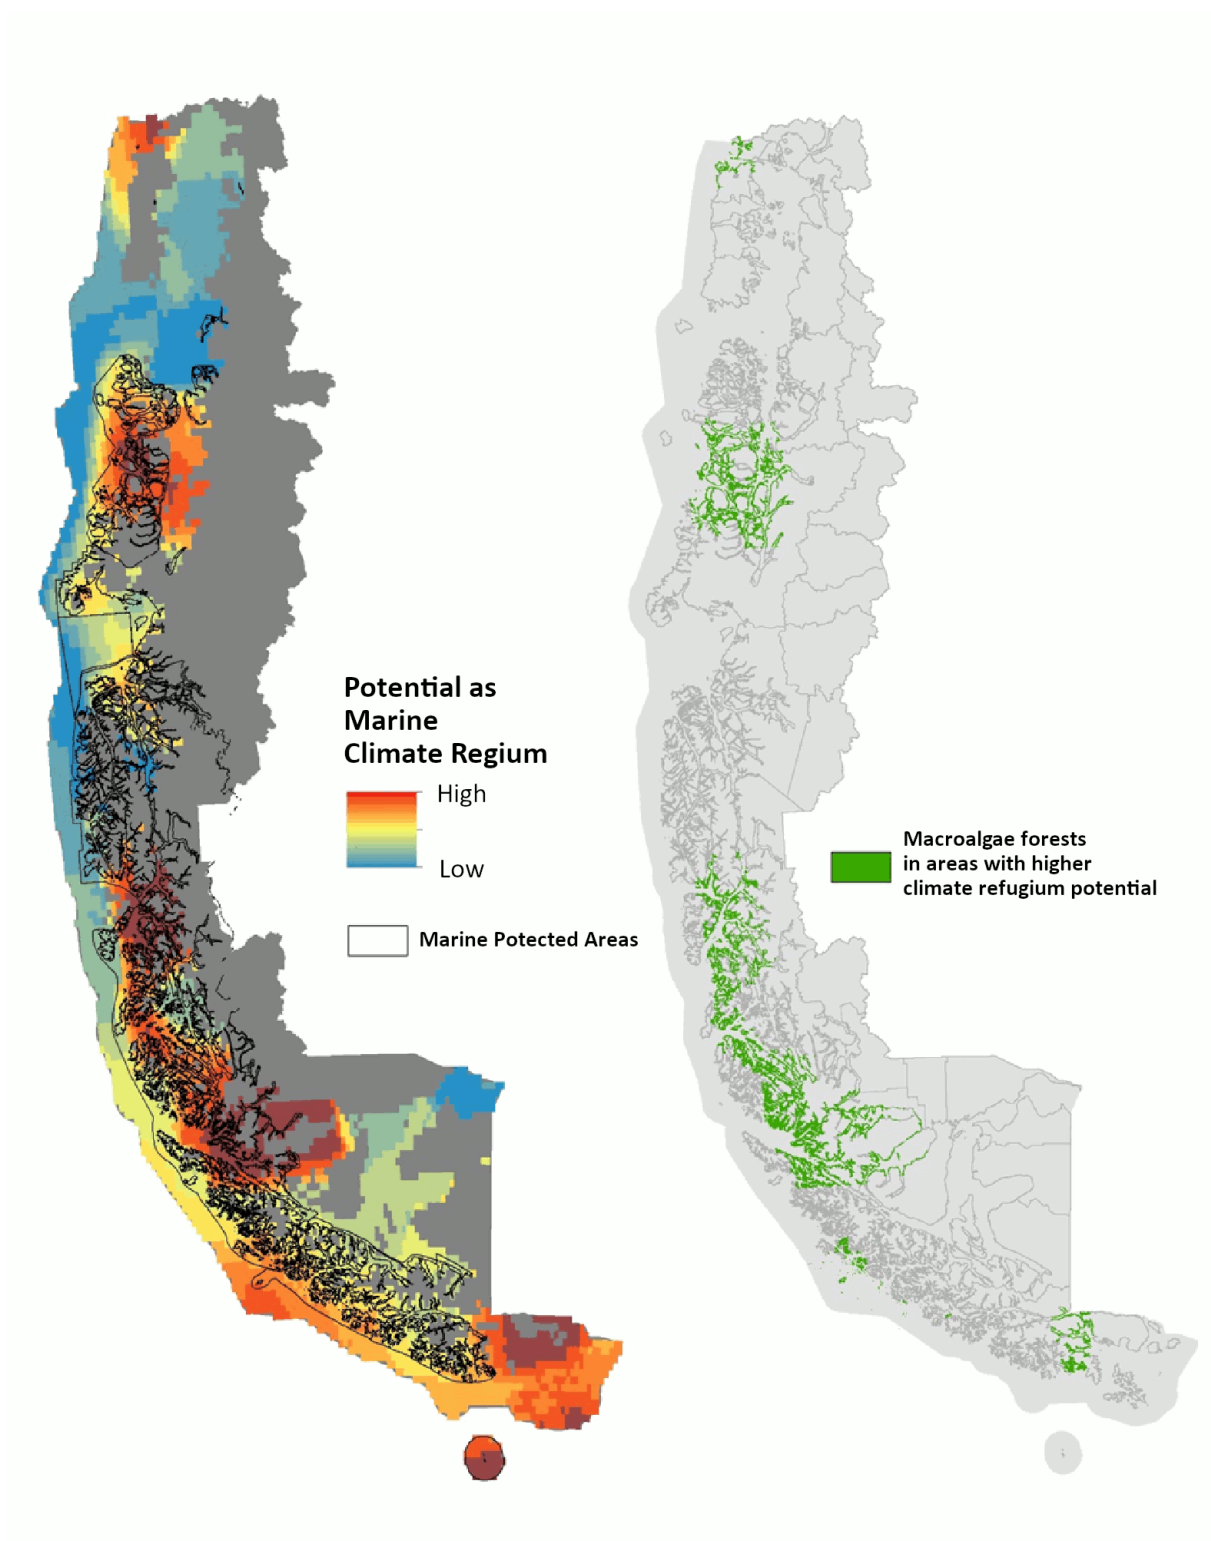 Potential as
Marine
Climate Regium
High
Low
Marine Potected Areas
Macroalgae forests
in areas with higher
climate refugium potential